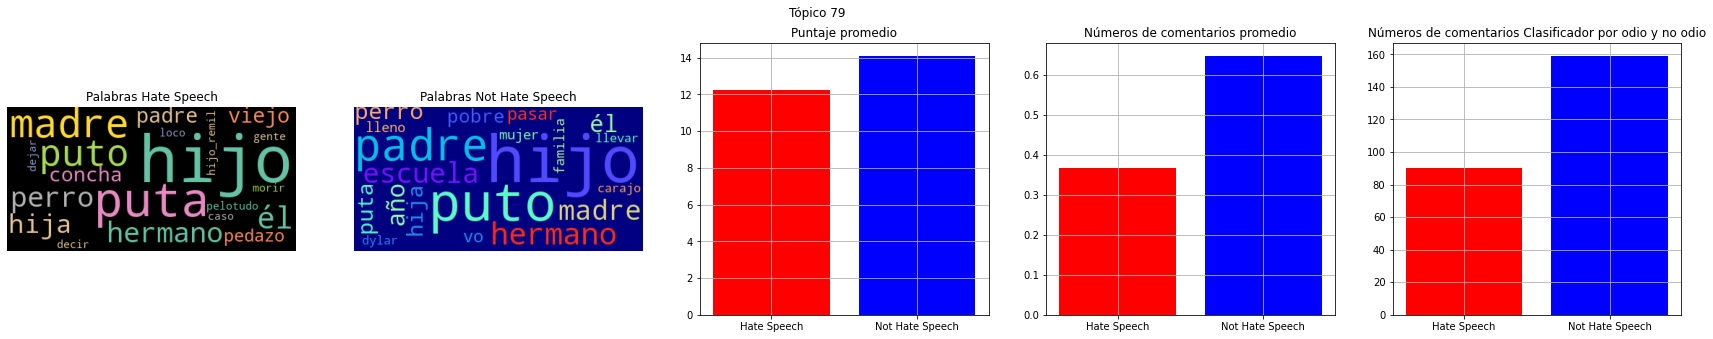 Tópico 79
Palabras Hate Speech
madre
padre
viejo
loco
gente
dejar
puto
hijo_remil
hijo
concha
morir
perro
puta
pelotudo
caso
él
hija
hermano
pedazo
decir
Palabras Not Hate Speech
perro
pobre
pasar
lleno
él
mujer
familia
llevar
padre
hijo
escuela
carajo
puta
año
hija
puto
madre
dylar
vo
hermano
Puntaje promedio
14
12
10
8
6
4
2
0
Hate Speech
Not Hate Speech
Números de comentarios promedio
0.6
0.5
0.4
0.3
0.2
0.1
0.0
Hate Speech
Not Hate Speech
Números de comentarios Clasificador por odio y no odio
160
140
120
100
80
60
40
20
0
Hate Speech
Not Hate Speech